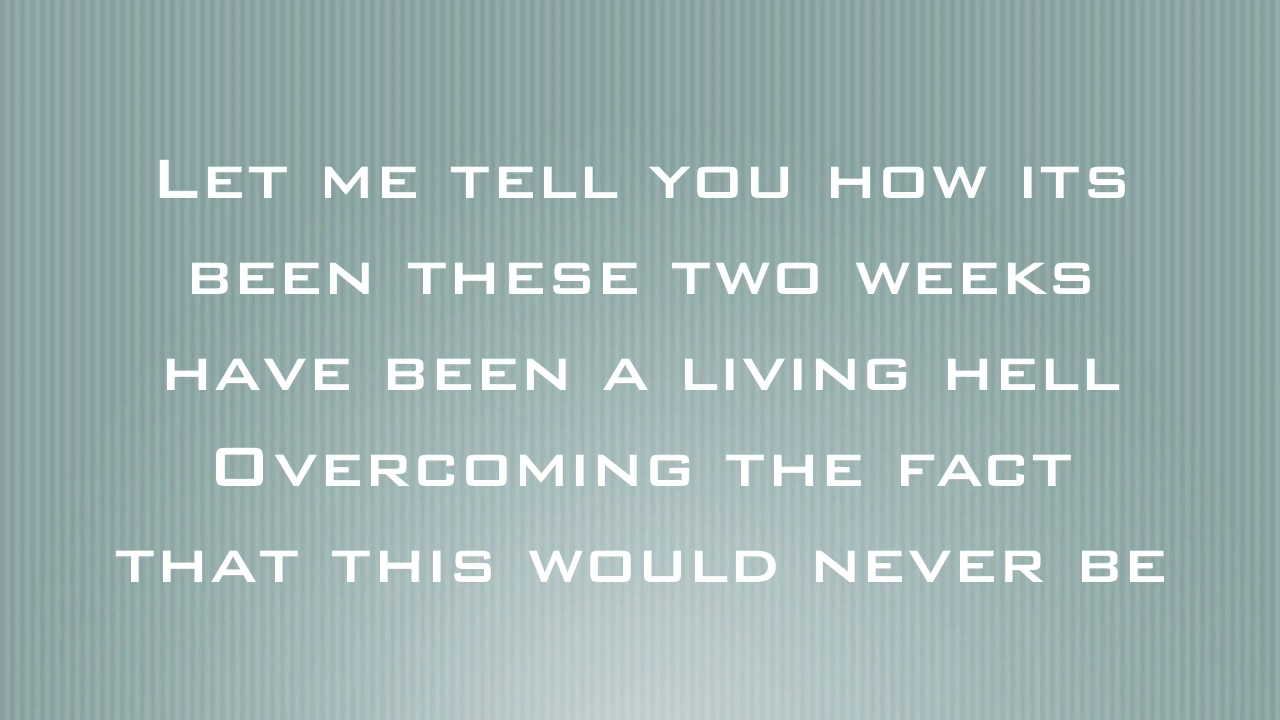 Let me tell you how its
been these two weeks
have been a living hell
Overcoming the fact
that this would never be